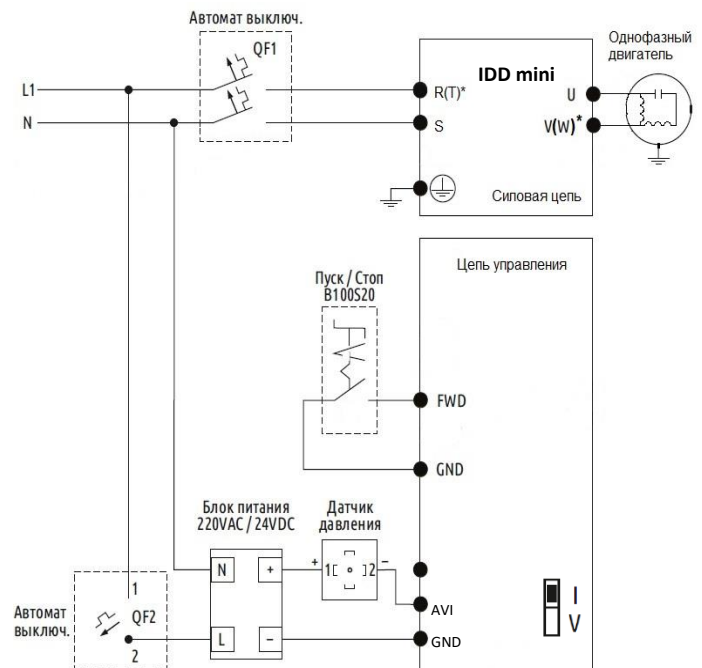 Автомат выключ.
QF1
L1
N
IDD mini
R(T)*
S
U
V(W)*
Однофазный
двигатель
Силовая цепь
Цепь управления
Пуск / Стоп
B100S20
FWD
GND
Блок питания
220VAC / 24VDC
Датчик
давления
N
+
L
–
+
1
2
–
AVI
GND
I
V
Автомат
выключ.
1
QF2
2